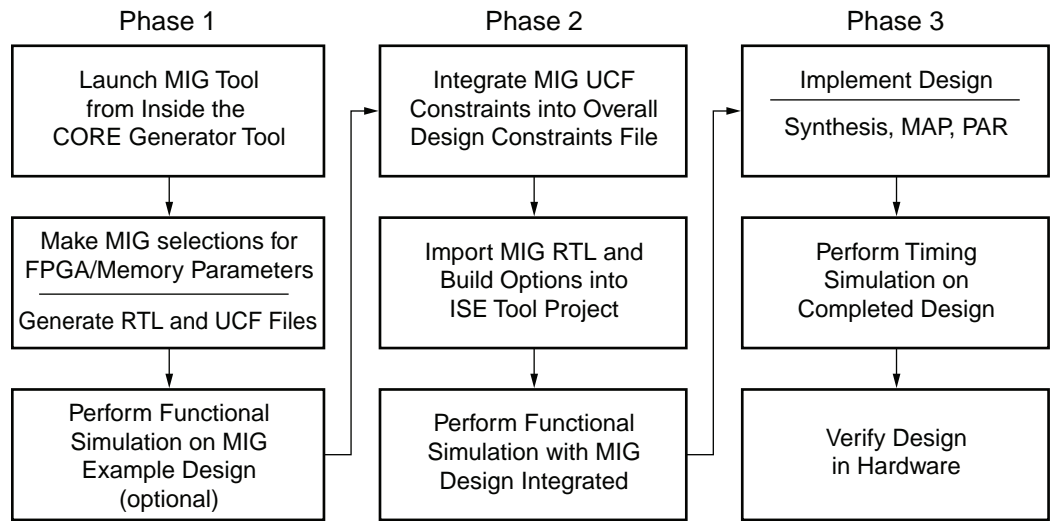 Phase 1
Launch MIG Tool
from Inside the
CORE Generator Tool
Make MIG selections for
FPGA/Memory Parameters
Generate RTL and UCF Files
Perform Functional
Simulation on MIG
Example Design
(optional)
Phase 2
Integrate MIG UCF
Constraints into Overall
Design Constraints File
Import MIG RTL and
Build Options into
ISE Tool Project
Perform Functional
Simulation with MIG
Design Integrated
Phase 3
Implement Design
Synthesis, MAP, PAR
Perform Timing
Simulation on
Completed Design
Verify Design
in Hardware